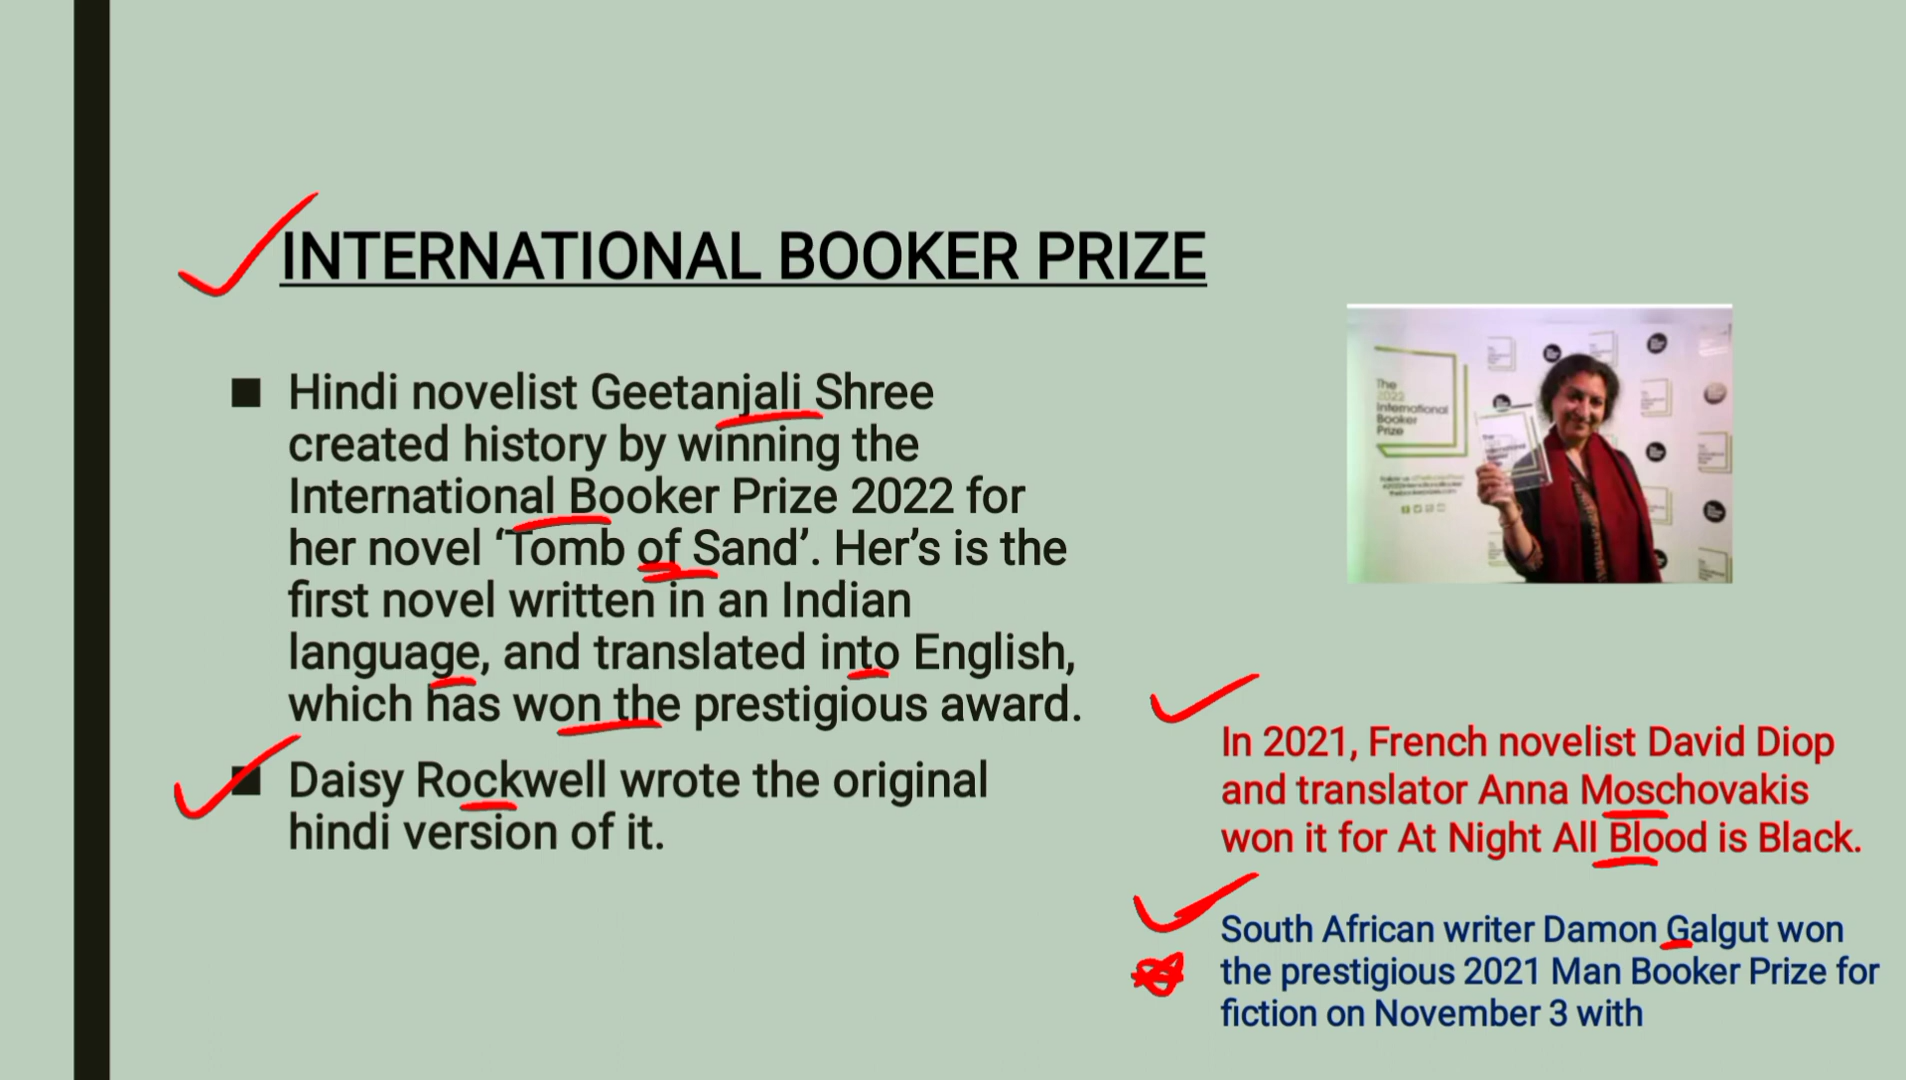 INTERNATIONAL BOOKER PRIZE
Hindi novelist Geetanjali Shree
created history by winning the
International Booker Prize 2022 for
her novel ‘Tomb of Sand’. Her’s is the
first novel written in an Indian
language, and translated into English,
which has won the prestigious award.
Daisy Rockwell wrote the original
hindi version of it.
The
2022
International
Booker
Prize
In 2021, French novelist David Diop
and translator Anna Moschovakis
won it for At Night All Blood is Black.
South African writer Damon Galgut won
the prestigious 2021 Man Booker Prize for
fiction on November 3 with